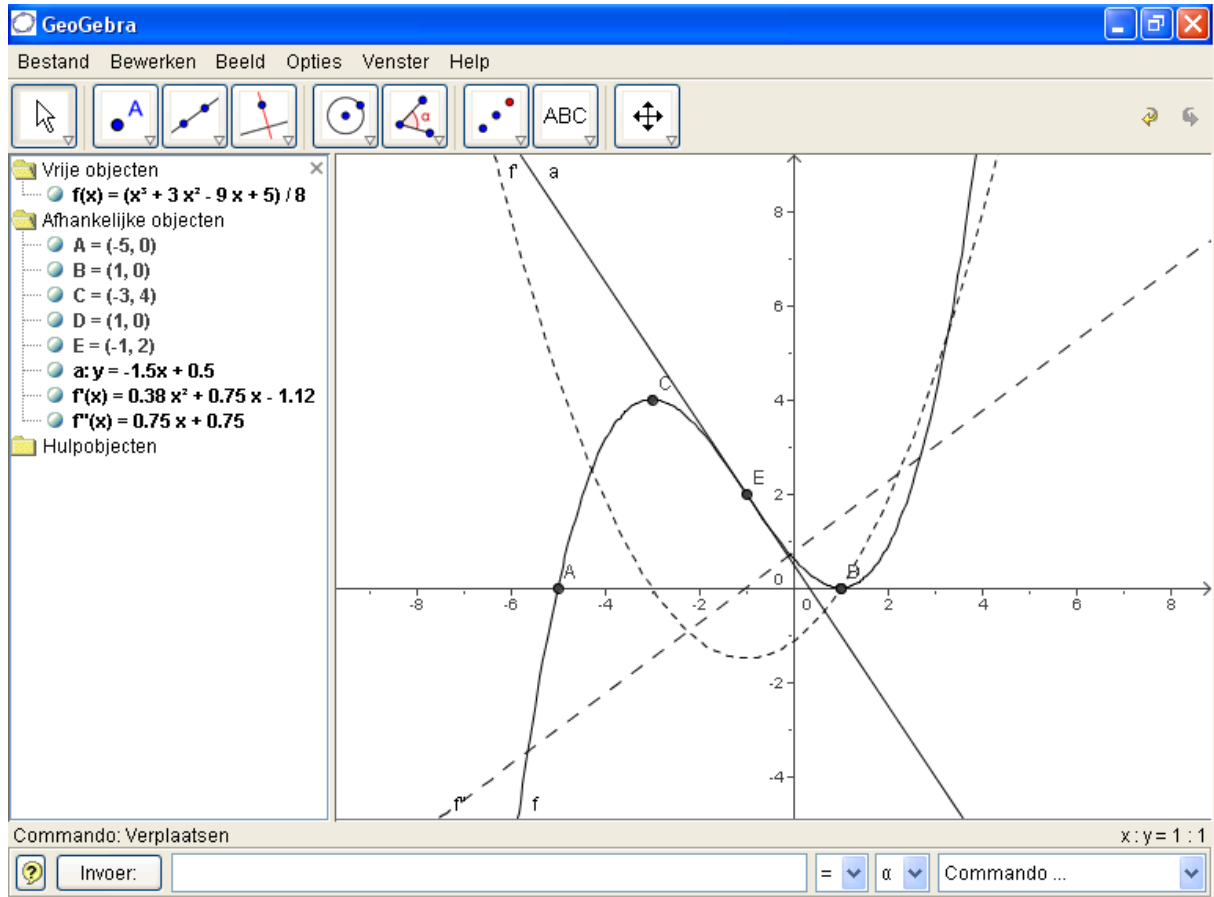 GeoGebra
Bestand Bewerken Beeld Opties Venster Help
A α ABC
Vrije objecten
f(x) = (x³ + 3 x² - 9 x + 5) / 8
Afhankelijke objecten
A = (-5, 0)
B = (1, 0)
C = (-3, 4)
D = (1, 0)
E = (-1, 2)
a: y = -1.5x + 0.5
f'(x) = 0.38 x² + 0.75 x - 1.12
f''(x) = 0.75 x + 0.75
Hulpobjecten
f' a
8
6
C
4
E
2
A 0 B
-8 -6 -4 -2 0 2 4 6 8
-2
-4
f'' f
Commando: Verplaatsen x : y = 1 : 1
? Invoer: = α Commando ...